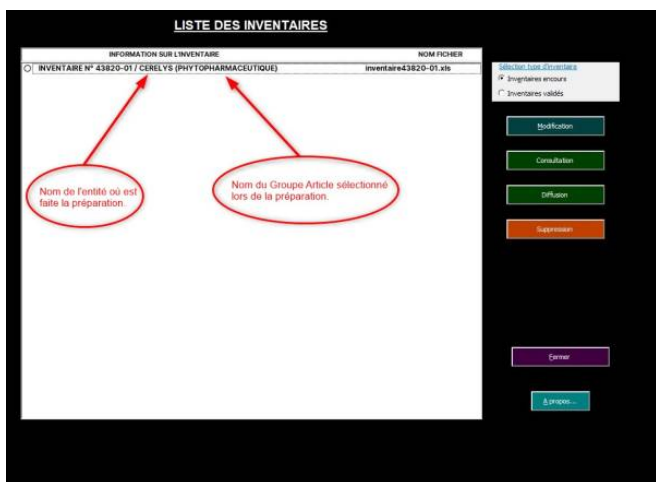 LISTE DES INVENTAIRES
INFORMATION SUR L'INVENTAIRE NOM FICHIER
INVENTAIRE N° 43820-01 / CERELYS (PHYTOPHARMACEUTIQUE) inventaire43820-01.xls
Sélection type d'inventaire
Inventaires encours
Inventaires validés
Modification
Consultation
Diffusion
Suppression
Nom de l'entité où est
faite la préparation.
Nom du Groupe Article sélectionné
lors de la préparation.
Fermer
A propos...